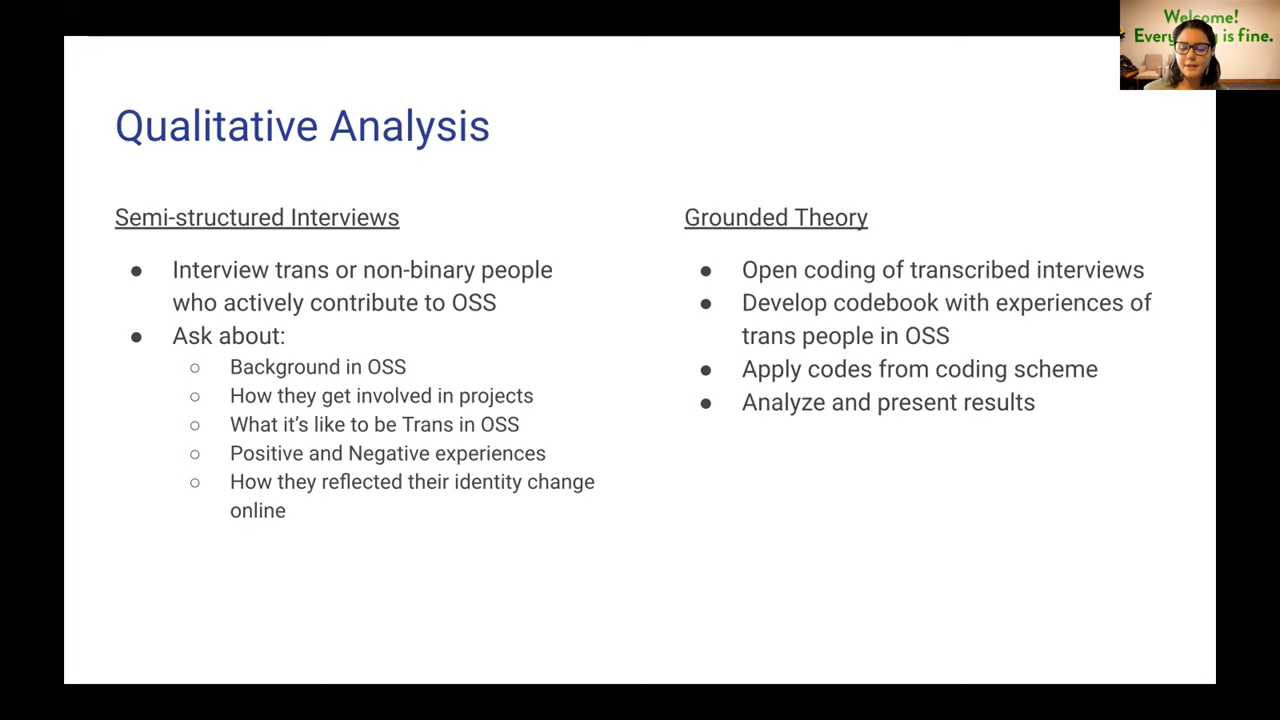 Welcome!
is fine.
Qualitative Analysis
Semi-structured Interviews
● Interview trans or non-binary people
who actively contribute to OSS
● Ask about:
○ Background in OSS
○ How they get involved in projects
○ What it’s like to be Trans in OSS
○ Positive and Negative experiences
○ How they reflected their identity change
online
Grounded Theory
● Open coding of transcribed interviews
● Develop codebook with experiences of
trans people in OSS
● Apply codes from coding scheme
● Analyze and present results